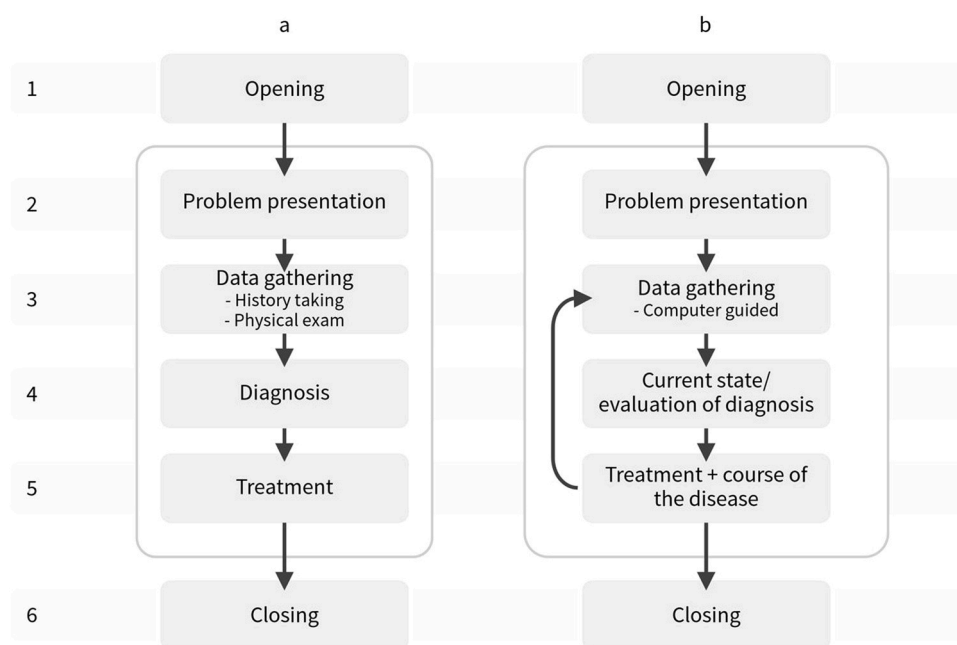 a
b
1
Opening
Opening
2
Problem presentation
Problem presentation
3
Data gathering
- History taking
- Physical exam
Data gathering
- Computer guided
4
Diagnosis
Current state/
evaluation of diagnosis
5
Treatment
Treatment + course of
the disease
6
Closing
Closing